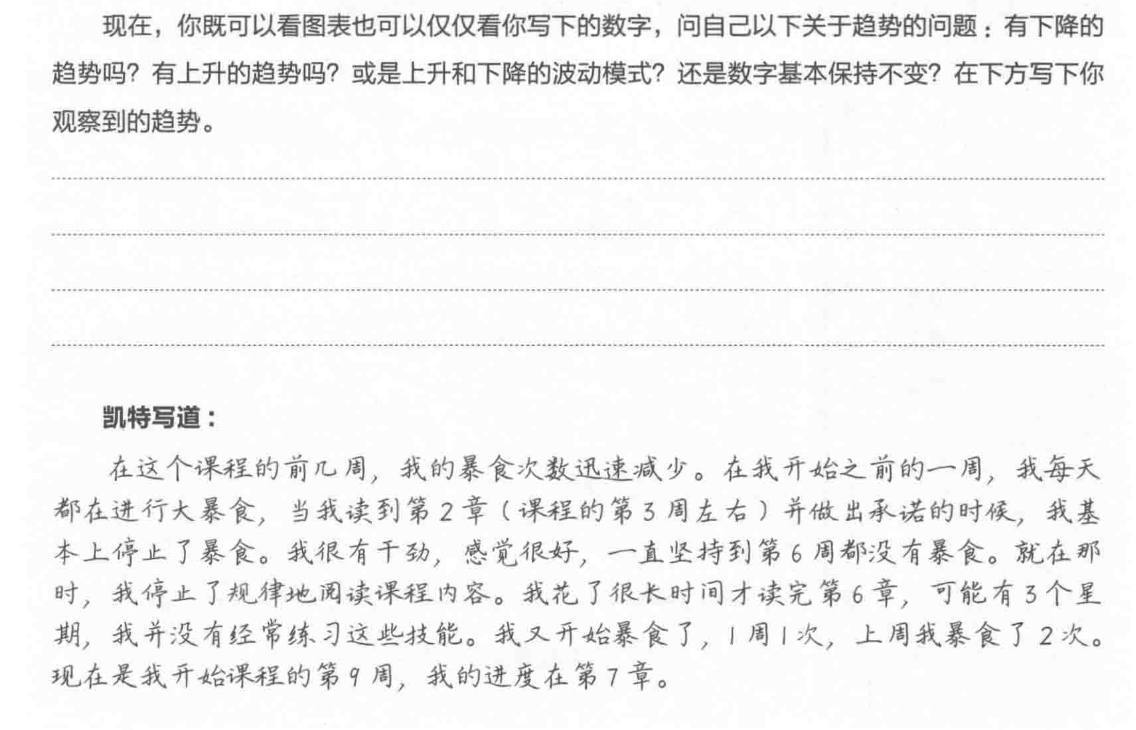 现在，你既可以看图表也可以仅仅看你写下的数字，问自己以下关于趋势的问题：有下降的
趋势吗？有上升的趋势吗？或是上升和下降的波动模式？还是数字基本保持不变？在下方写下你
观察到的趋势。
凯特写道：
在这个课程的前几周，我的暴食次数迅速减少。在我开始之前的一周，我每天
都在进行大暴食，当我读到第2章（课程的第3周左右）并做出承诺的时候，我基
本上停止了暴食。我很有干劲，感觉很好，一直坚持到第6周都没有暴食。就在那
时，我停止了规律地阅读课程内容。我花了很长时间才读完第6章，可能有3个星
期，我并没有经常练习这些技能。我又开始暴食了，1周1次，上周我暴食了2次。
现在是我开始课程的第9周，我的进度在第7章。